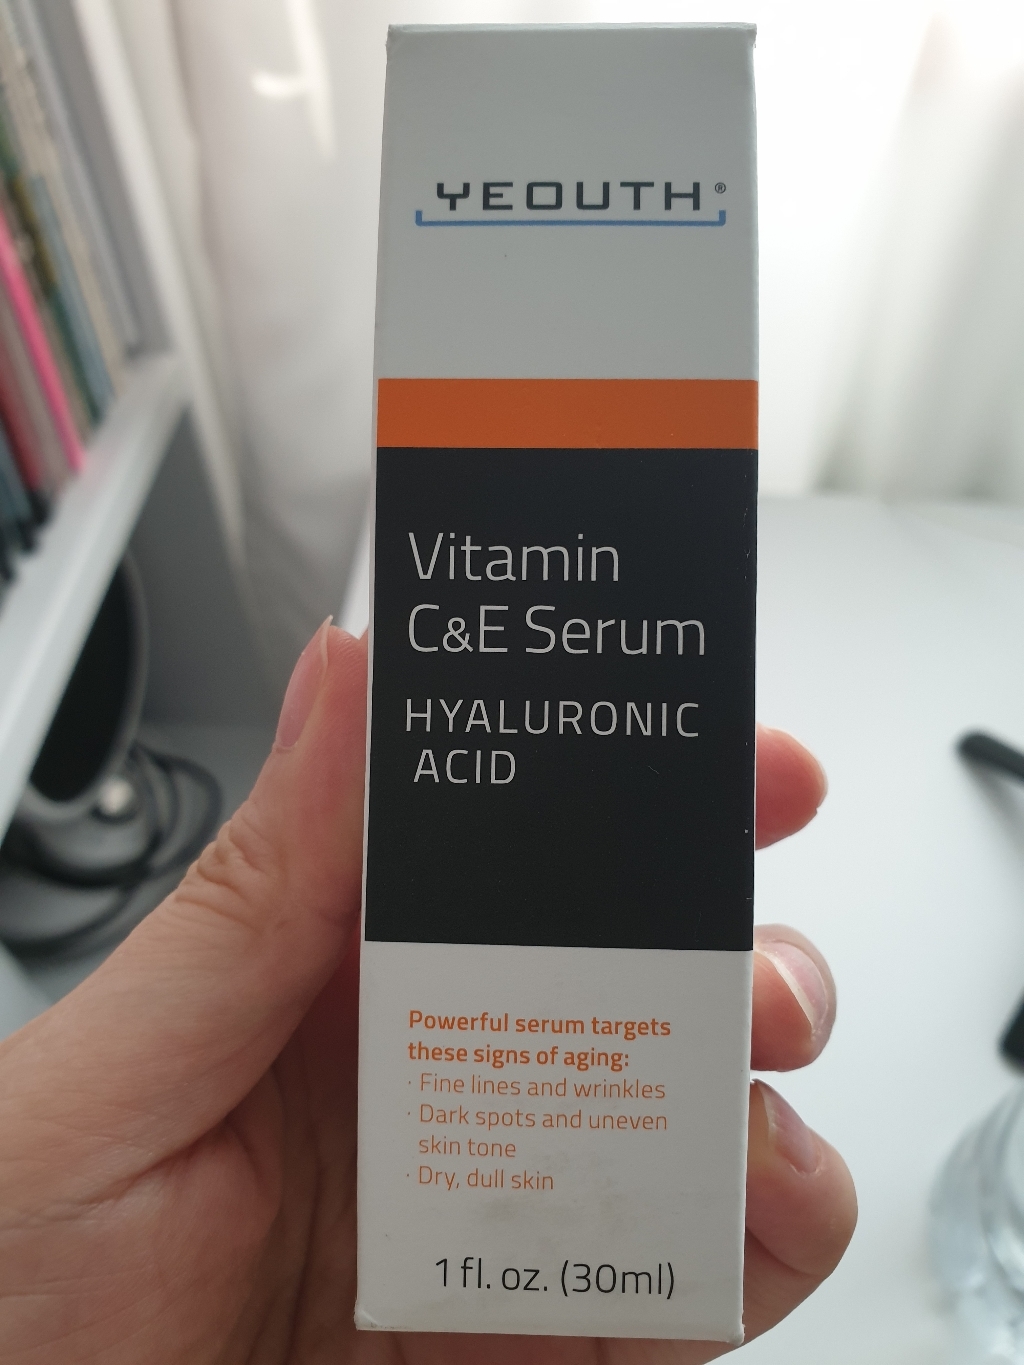 YEOUTH®
Vitamin
C&E Serum
HYALURONIC
ACID
Powerful serum targets
these signs of aging:
· Fine lines and wrinkles
· Dark spots and uneven
skin tone
· Dry, dull skin
1 fl. oz. (30ml)